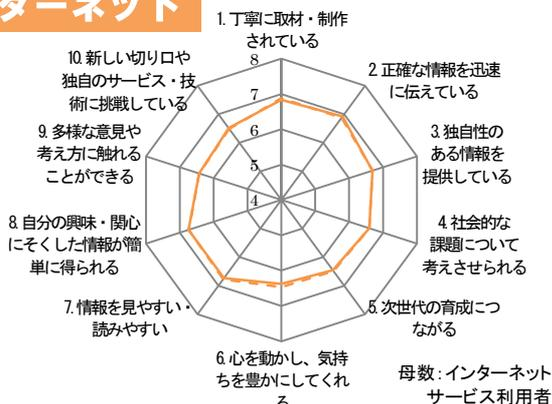 ターネット
1. 丁寧に取材・制作
されている
2. 正確な情報を迅速
に伝えている
3. 独自性の
ある情報を
提供している
4. 社会的な
課題について
考えさせられる
5. 次世代の育成につ
ながる
6. 心を動かし、気持
ちを豊かにしてくれ
る
7. 情報を見やすい・
読みやすい
8. 自分の興味・関心
にそくした情報が簡
単に得られる
9. 多様な意見や
考え方に触れる
ことができる
10. 新しい切り口や
独自のサービス・技
術に挑戦している
8
7
6
5
4
母数：インターネット
サービス利用者